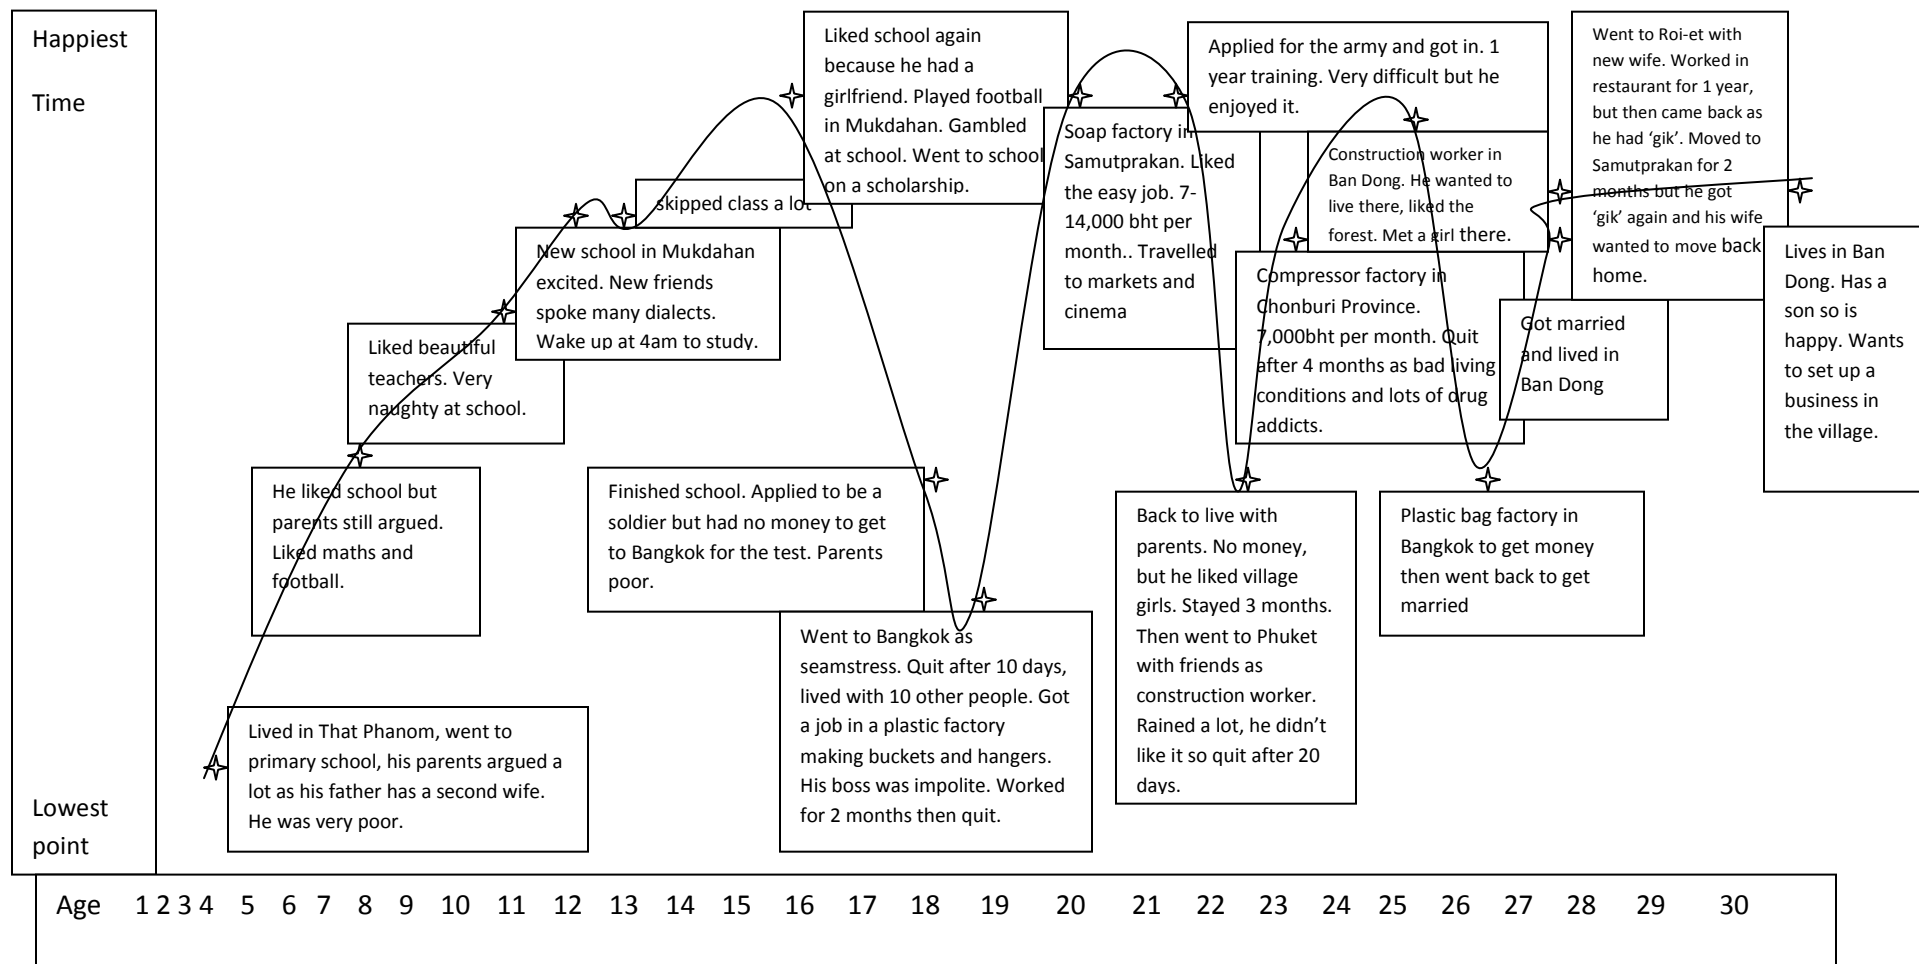 Happiest
Time
Lowest
point
Lived in That Phanom, went to
primary school, his parents argued a
lot as his father has a second wife.
He was very poor.
He liked school but
parents still argued.
Liked maths and
football.
Liked beautiful
teachers. Very
naughty at school.
New school in Mukdahan
excited. New friends
spoke many dialects.
Wake up at 4am to study.
skipped class a lot
Liked school again
because he had a
girlfriend. Played football
in Mukdahan. Gambled
at school. Went to school
on a scholarship.
Finished school. Applied to be a
soldier but had no money to get
to Bangkok for the test. Parents
poor.
Went to Bangkok as
seamstress. Quit after 10 days,
lived with 10 other people. Got
a job in a plastic factory
making buckets and hangers.
His boss was impolite. Worked
for 2 months then quit.
Soap factory in
Samutprakan. Liked
the easy job. 7-
14,000 bht per
month.. Travelled
to markets and
cinema
Applied for the army and got in. 1
year training. Very difficult but he
enjoyed it.
Back to live with
parents. No money,
but he liked village
girls. Stayed 3 months.
Then went to Phuket
with friends as
construction worker.
Rained a lot, he didn't
like it so quit after 20
days.
Compressor factory in
Chonburi Province.
7,000bht per month. Quit
after 4 months as bad living
conditions and lots of drug
addicts.
Construction worker in
Ban Dong. He wanted to
live there, liked the
forest. Met a girl there.
Plastic bag factory in
Bangkok to get money
then went back to get
married
Got married
and lived in
Ban Dong
Went to Roi-et with
new wife. Worked in
restaurant for 1 year,
but then came back as
he had 'gik'. Moved to
Samutprakan for 2
months but he got
'gik' again and his wife
wanted to move back
home.
Lives in Ban
Dong. Has a
son so is
happy. Wants
to set up a
business in
the village.
Age 1 2 3 4 5 6 7 8 9 10 11 12 13 14 15 16 17 18 19 20 21 22 23 24 25 26 27 28 29 30